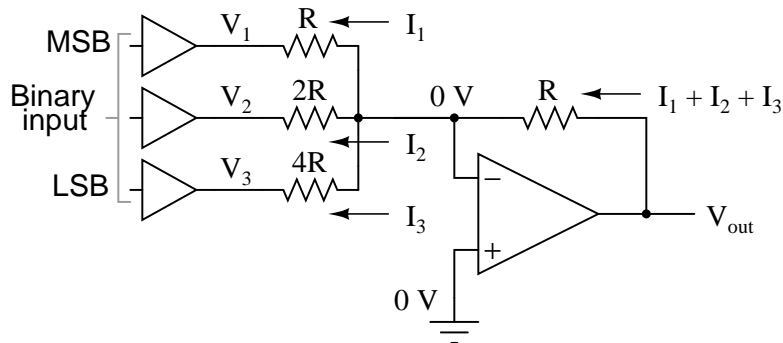 MSB
V1
R
I1
Binary
input
V2
2R
I2
LSB
V3
4R
I3
0 V
R
I1 + I2 + I3
−
+
Vout
0 V